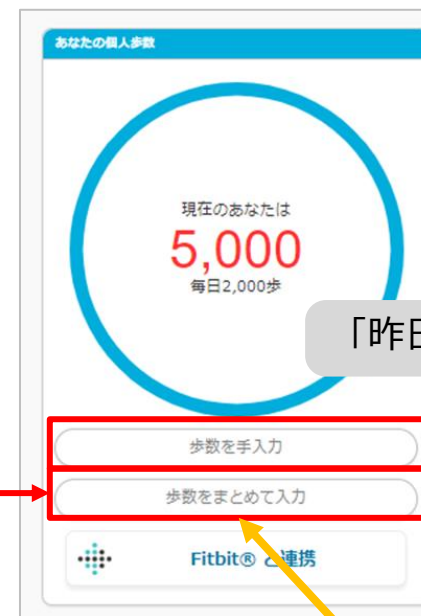 あなたの個人歩数
現在のあなたは
5,000
毎日2,000歩
「昨日
歩数を手入力
歩数をまとめて入力
Fitbit® と連携